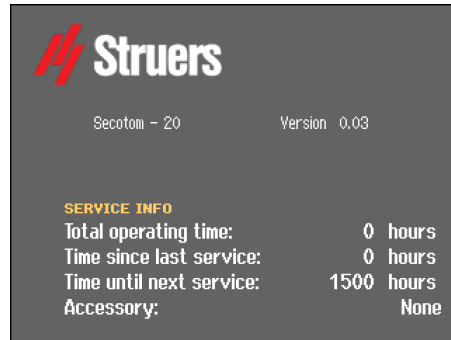 Struers
Secotom - 20 Version 0.03
SERVICE INFO
Total operating time: 0 hours
Time since last service: 0 hours
Time until next service: 1500 hours
Accessory: None